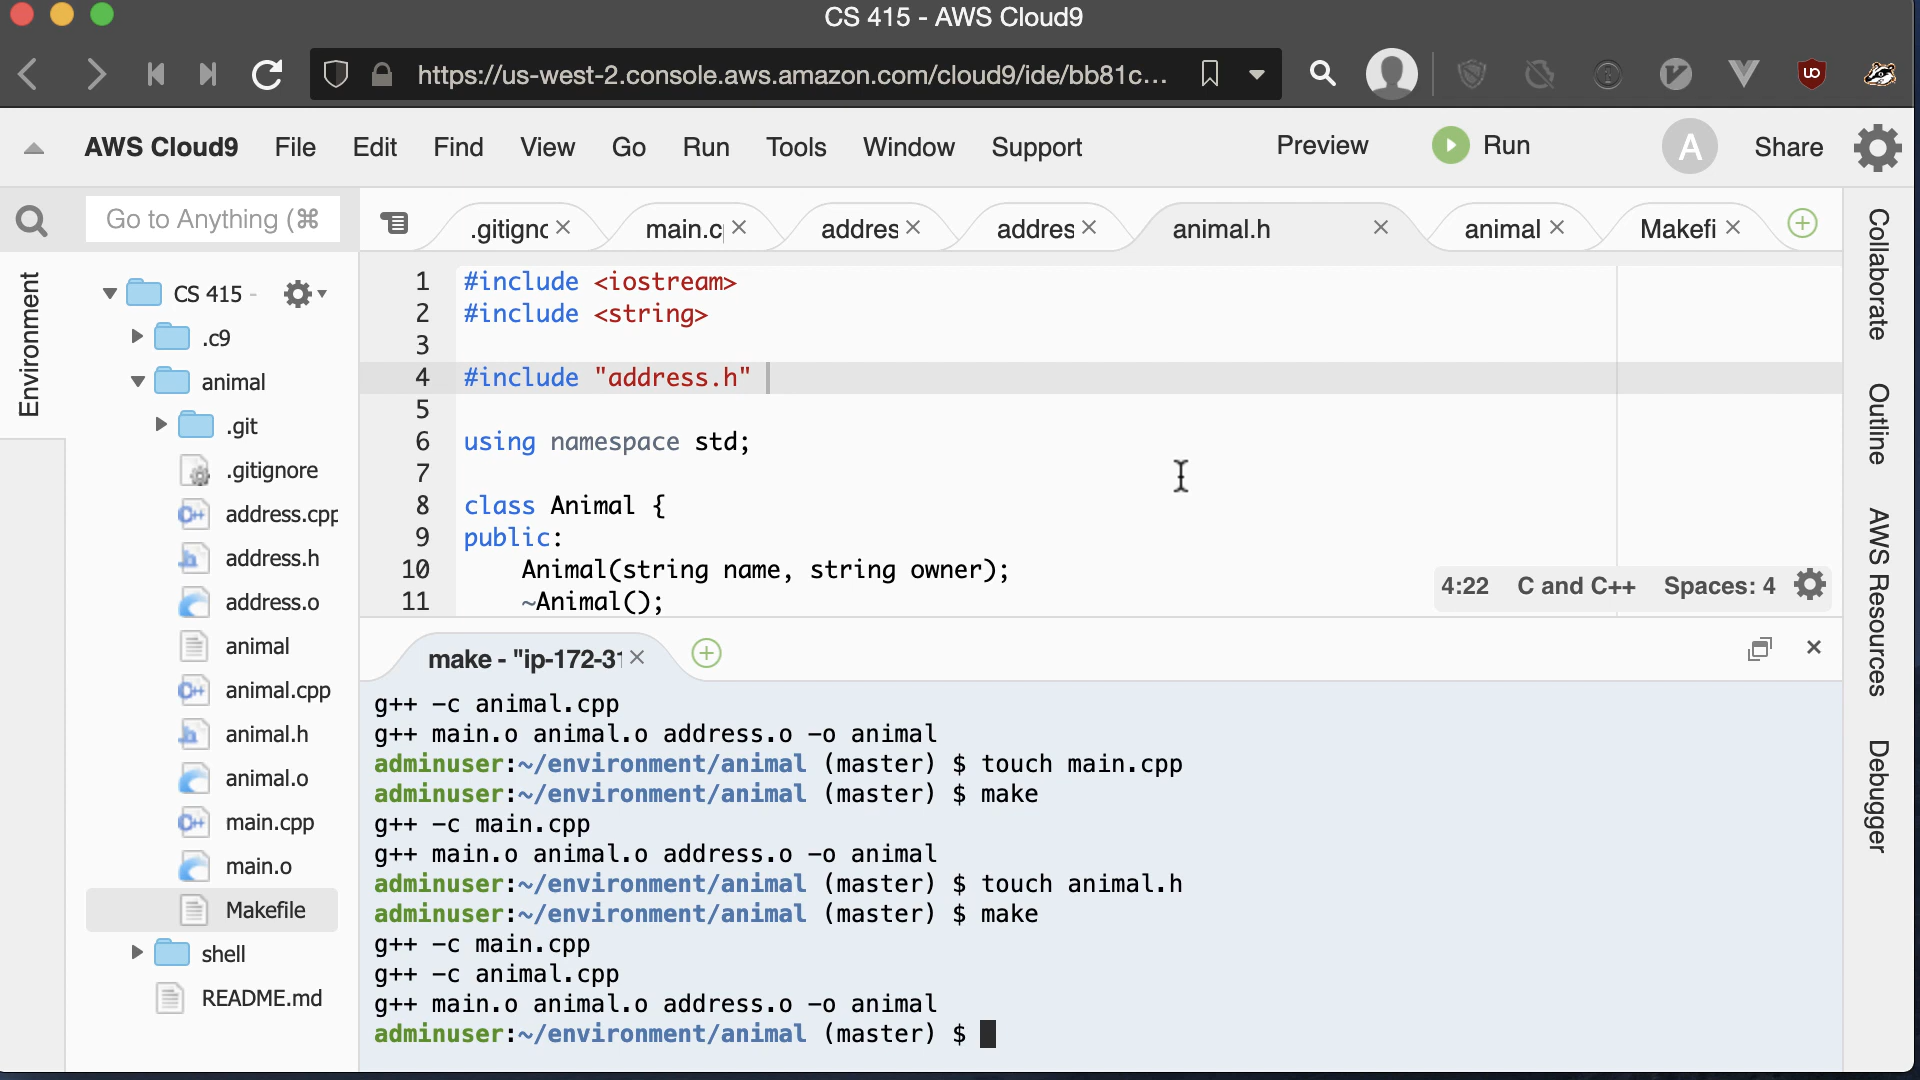 CS 415 - AWS Cloud9
https://us-west-2.console.aws.amazon.com/cloud9/ide/bb81c...
AWS Cloud9 File Edit Find View Go Run Tools Window Support Preview Run A Share
Go to Anything (⌘
.gitignc main.c addres addres animal.h animal Makefi
Environment
CS 415 -
.c9
animal
.git
.gitignore
address.cpp
address.h
address.o
animal
animal.cpp
animal.h
animal.o
main.cpp
main.o
Makefile
shell
README.md
1 #include <iostream>
2 #include <string>
3
4 #include "address.h"
5
6 using namespace std;
7
8 class Animal {
9 public:
10 Animal(string name, string owner);
11 ~Animal();
4:22 C and C++ Spaces: 4
make - "ip-172-31
g++ -c animal.cpp
g++ main.o animal.o address.o -o animal
adminuser:~/environment/animal (master) $ touch main.cpp
adminuser:~/environment/animal (master) $ make
g++ -c main.cpp
g++ main.o animal.o address.o -o animal
adminuser:~/environment/animal (master) $ touch animal.h
adminuser:~/environment/animal (master) $ make
g++ -c main.cpp
g++ -c animal.cpp
g++ main.o animal.o address.o -o animal
adminuser:~/environment/animal (master) $
Collaborate
Outline
AWS Resources
Debugger